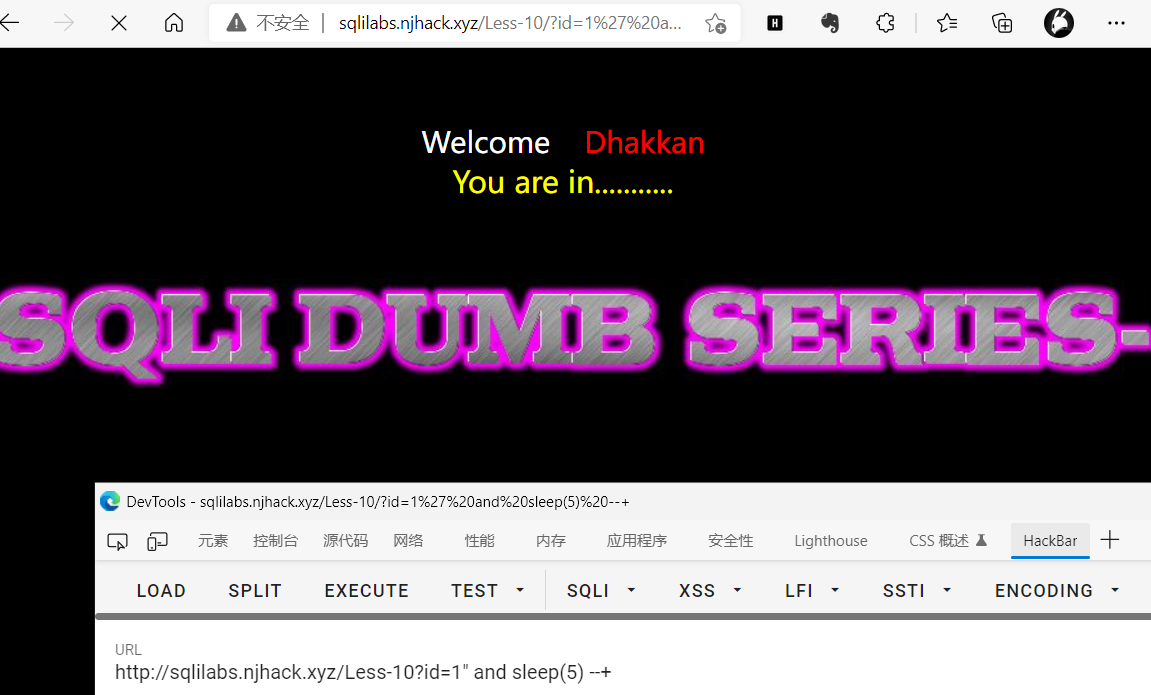 不安全 | sqlilabs.njhack.xyz/Less-10/?id=1%27%20a...
H
Welcome Dhakkan
You are in...........
SQLI DUMB SERIES-
DevTools - sqlilabs.njhack.xyz/Less-10/?id=1%27%20and%20sleep(5)%20--+
元素 控制台 源代码 网络 性能 内存 应用程序 安全性 Lighthouse CSS 概述 HackBar
LOAD SPLIT EXECUTE TEST SQLI XSS LFI SSTI ENCODING
URL
http://sqlilabs.njhack.xyz/Less-10?id=1" and sleep(5) --+